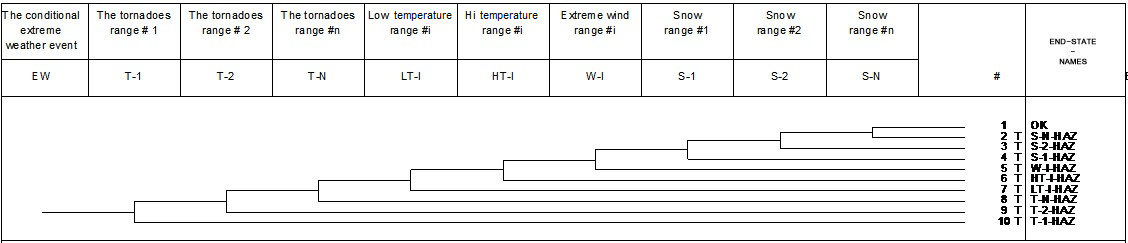 The conditional
extreme
weather event
The tornadoes
range # 1
The tornadoes
range # 2
The tornadoes
range #n
Low temperature
range #i
Hi temperature
range #i
Extreme wind
range #i
Snow
range #1
Snow
range #2
Snow
range #n
END-STATE
-
NAMES
EW
T-1
T-2
T-N
LT-I
HT-I
W-I
S-1
S-2
S-N
#
1 OK
2 T S-N-HAZ
3 T S-2-HAZ
4 T S-1-HAZ
5 T W-I-HAZ
6 T HT-I-HAZ
7 T LT-I-HAZ
8 T T-N-HAZ
9 T T-2-HAZ
10 T T-1-HAZ